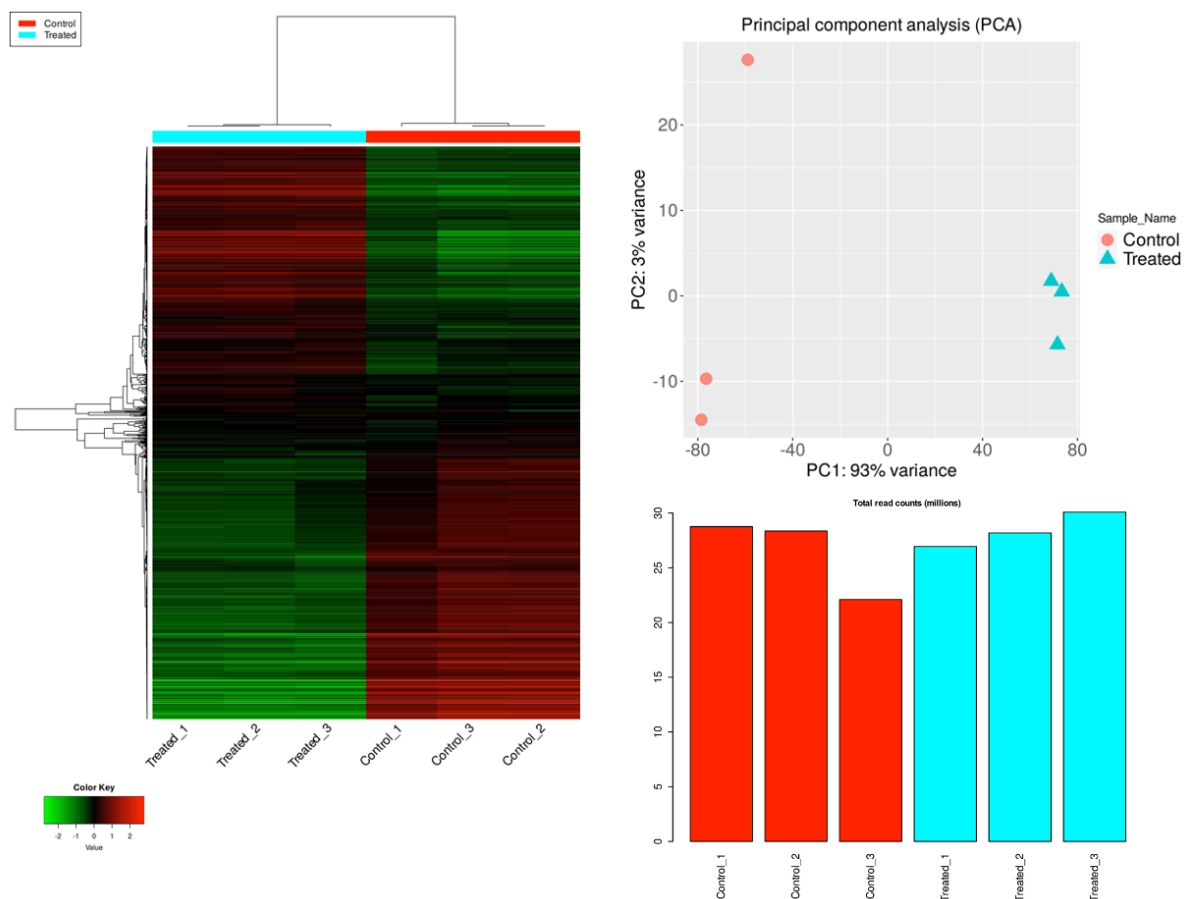 Control
Treated
Treated_1
Treated_2
Treated_3
Control_1
Control_3
Control_2
Color Key
-2 -1 0 1 2
Value
Principal component analysis (PCA)
PC2: 3% variance
20
10
0
-10
-80 -40 0 40 80
PC1: 93% variance
Sample_Name
Control
Treated
Total read counts (millions)
30
25
20
15
10
5
0
Control_1
Control_2
Control_3
Treated_1
Treated_2
Treated_3